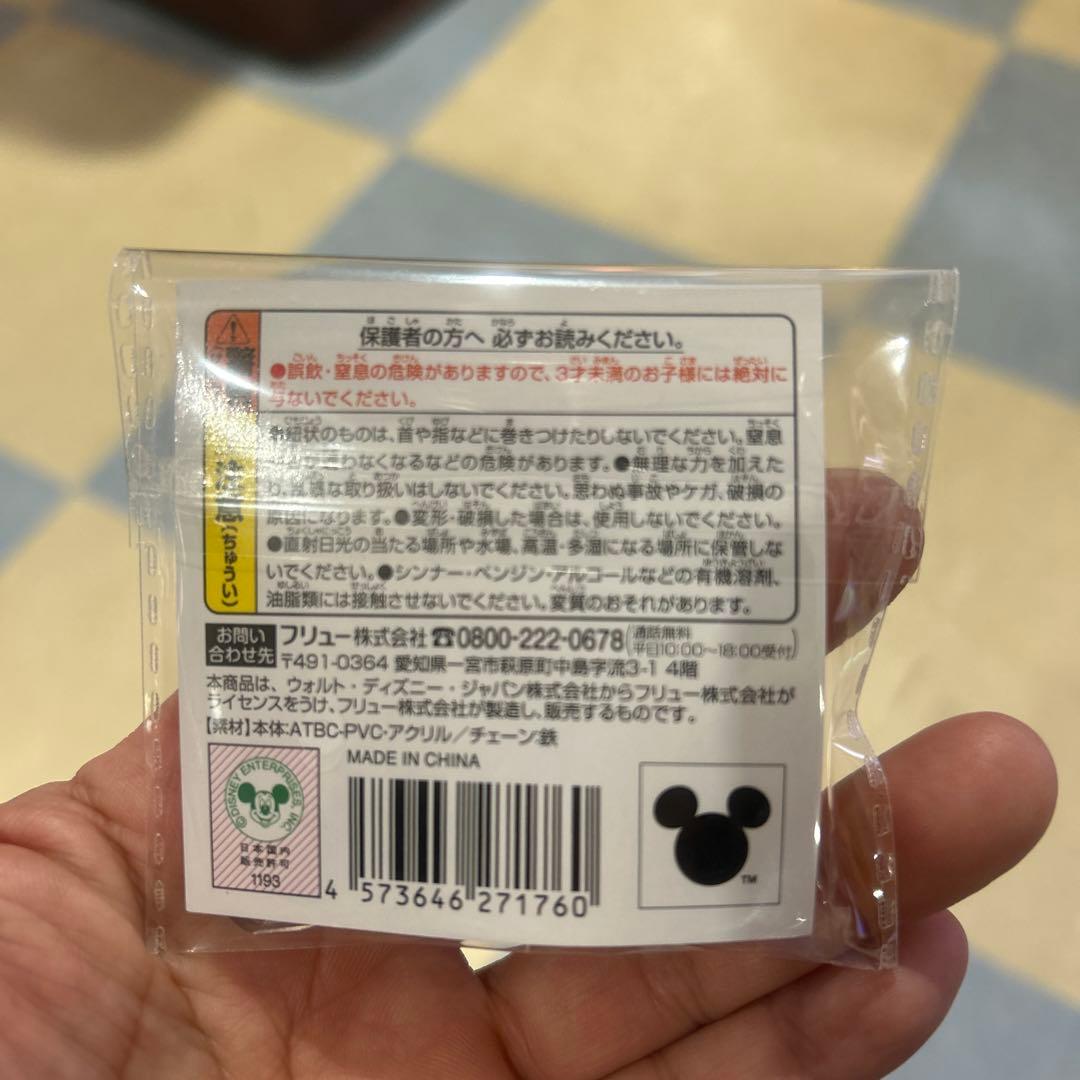 保護者の方へ 必ずお読みください。
●誤飲・窒息の危険がありますので、3才未満のお子様には絶対に
与ないでください。
注意(ちゅうい)
紐状のものは、首や指などに巻きつけたりしないでください。窒息
なくなるなどの危険があります。●無理な力を加えた
り、乱暴な取り扱いはしないでください。思わぬ事故やケガ、破損の
原因になります。●変形・破損した場合は、使用しないでください。
●直射日光の当たる場所や水場、高温・多湿になる場所に保管しな
いでください。●シンナー・ベンジン・アルコールなどの有機溶剤、
油脂類には接触させないでください。変質のおそれがあります。
お問い合わせ先 フリュー株式会社 ☎0800-222-0678(通話無料 平日10:00〜18:00受付)
〒491-0364 愛知県一宮市萩原町中島字流3-1 4階
本商品は、ウォルト・ディズニー・ジャパン株式会社からフリュー株式会社が
ライセンスをうけ、フリュー株式会社が製造し、販売するものです。
【素材】本体:ATBC-PVC・アクリル/チェーン:鉄
MADE IN CHINA
©DISNEY ENTERPRISES, INC.
日本国内
販売許可
1193
4 573646 271760
TM